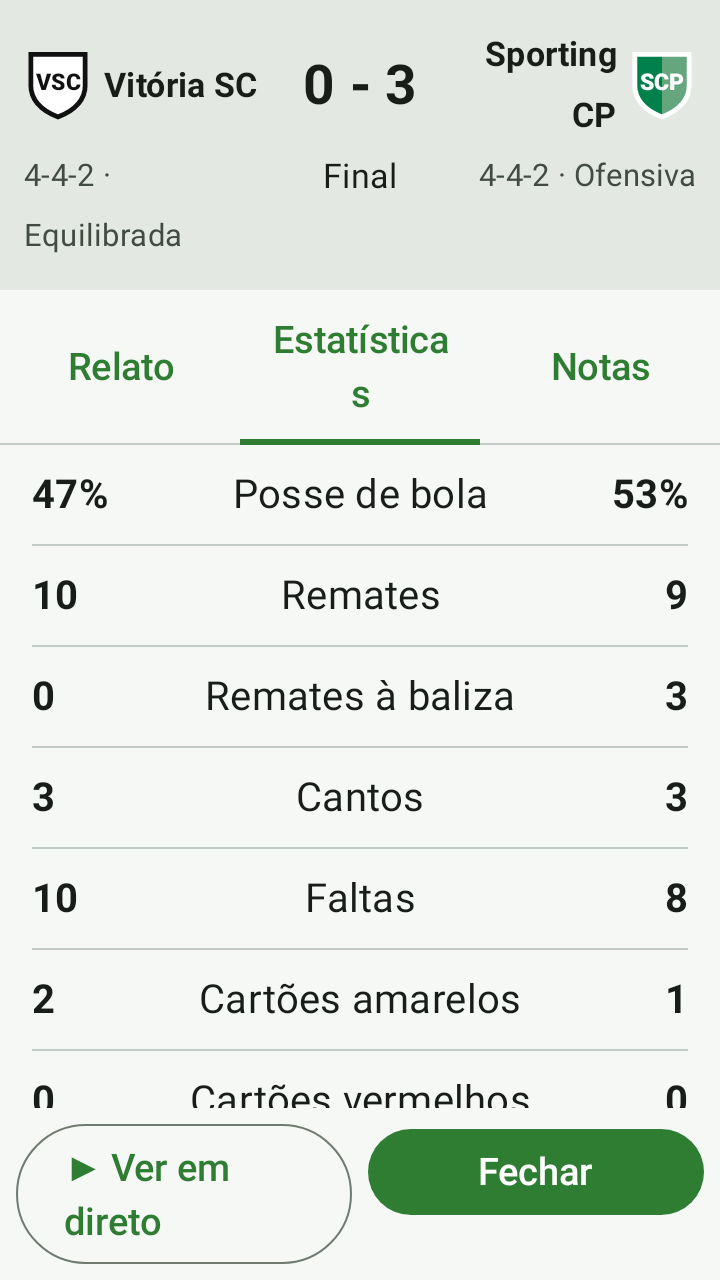 VSC Vitória SC 0 - 3 Sporting CP SCP
4-4-2 · Equilibrada Final 4-4-2 · Ofensiva
Relato Estatísticas Notas
47% Posse de bola 53%
10 Remates 9
0 Remates à baliza 3
3 Cantos 3
10 Faltas 8
2 Cartões amarelos 1
0 Cartões vermelhos 0
► Ver em direto Fechar